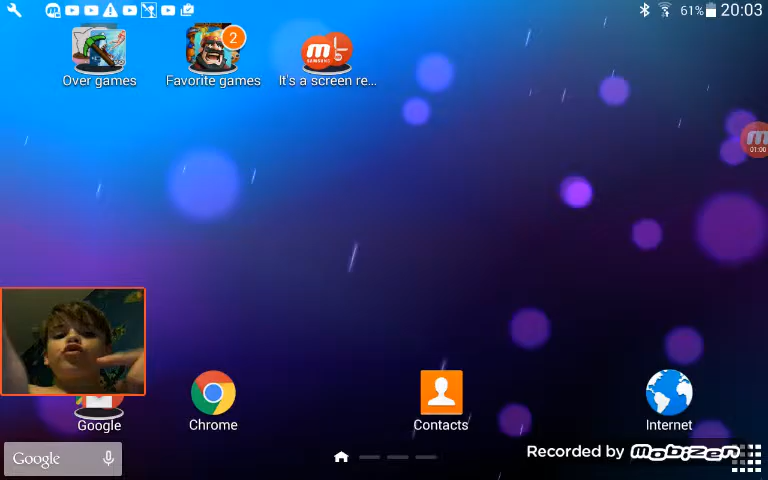 61% 20:03
2
m
SAMSUNG
Over games
Favorite games
It's a screen re...
m
01:00
Google
Chrome
Contacts
Internet
Google
Recorded by mobizen